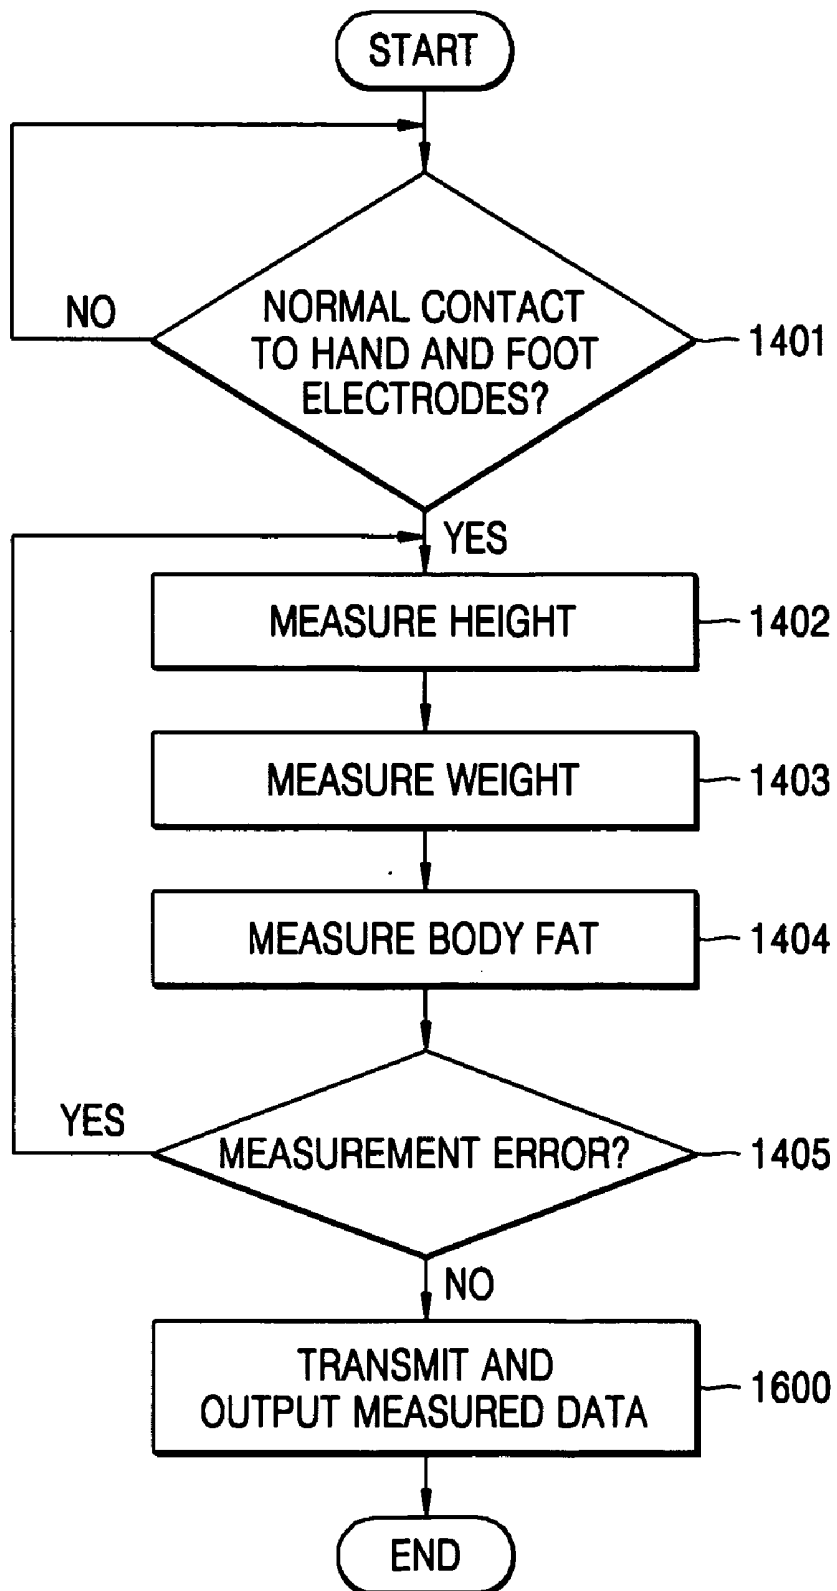 START
NO
NORMAL CONTACT
TO HAND AND FOOT
ELECTRODES?
1401
YES
MEASURE HEIGHT
1402
MEASURE WEIGHT
1403
MEASURE BODY FAT
1404
YES
MEASUREMENT ERROR?
1405
NO
TRANSMIT AND
OUTPUT MEASURED DATA
1600
END